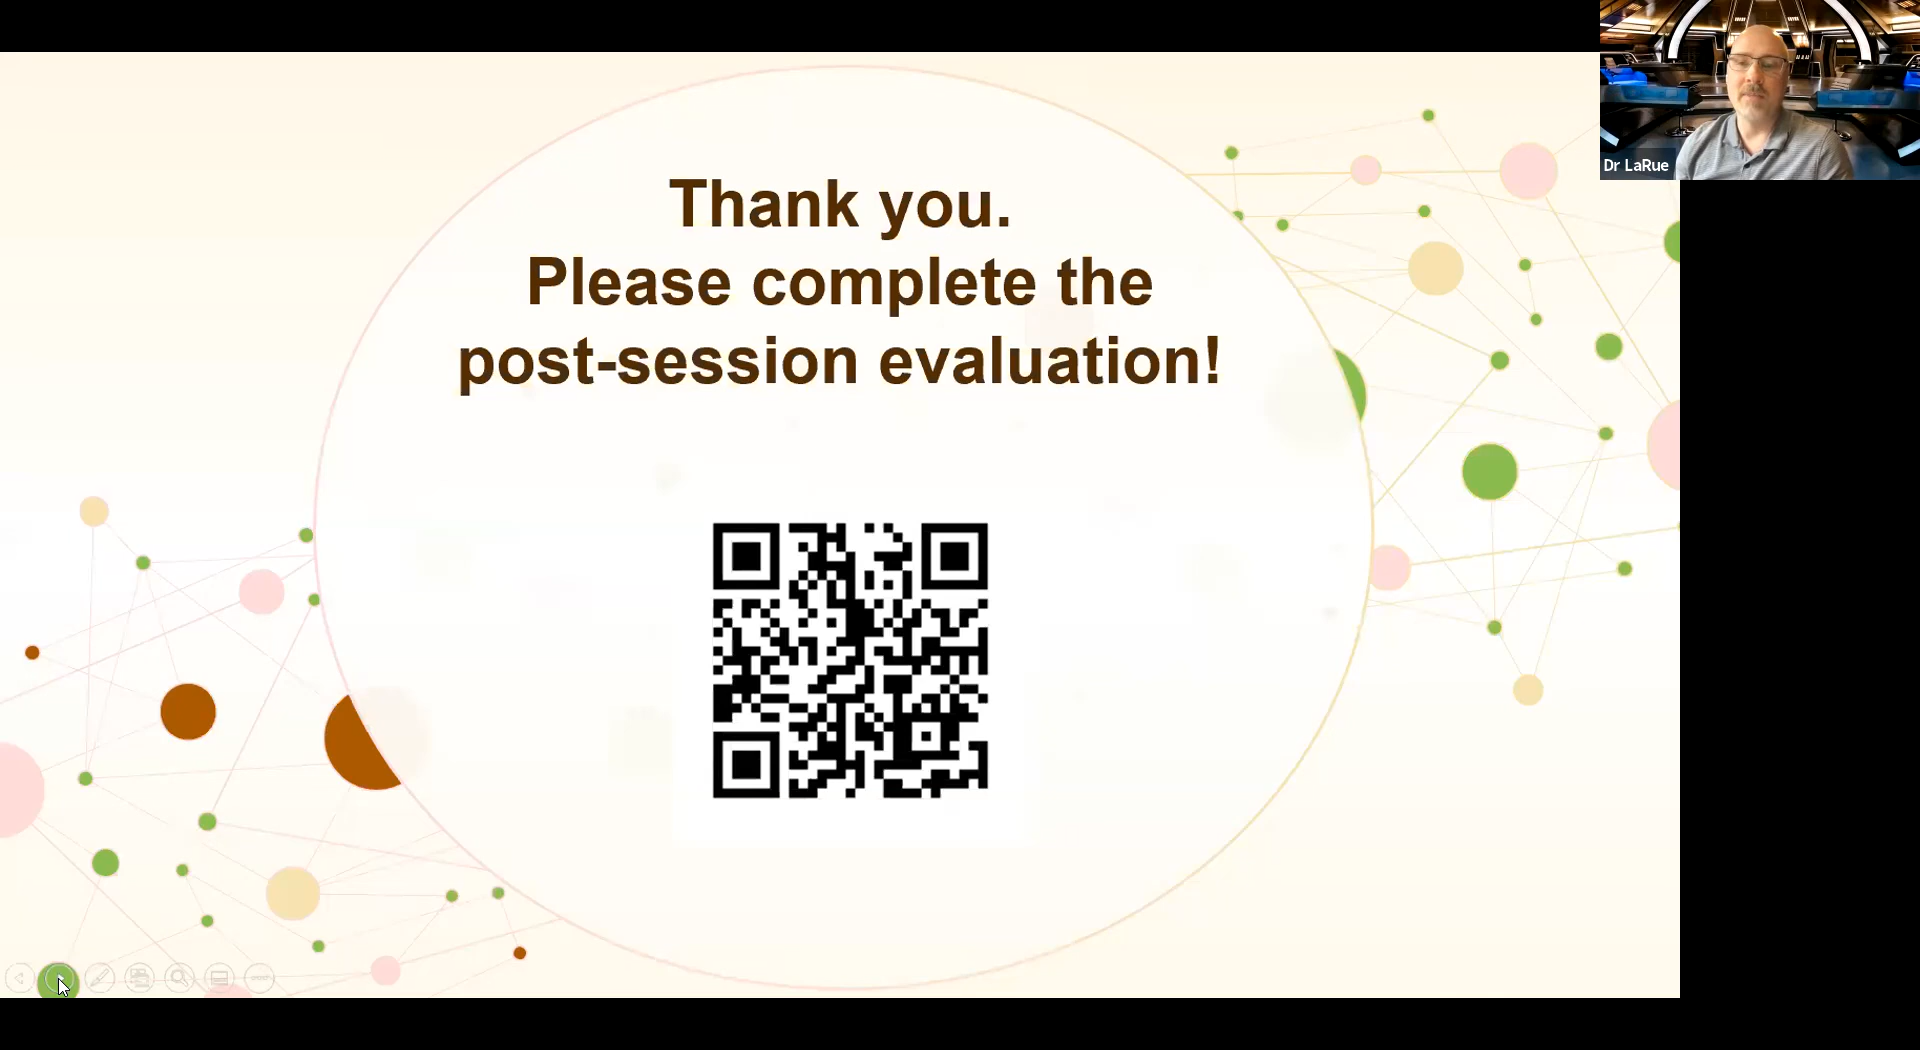 Thank you.
Please complete the
post-session evaluation!
Dr LaRue